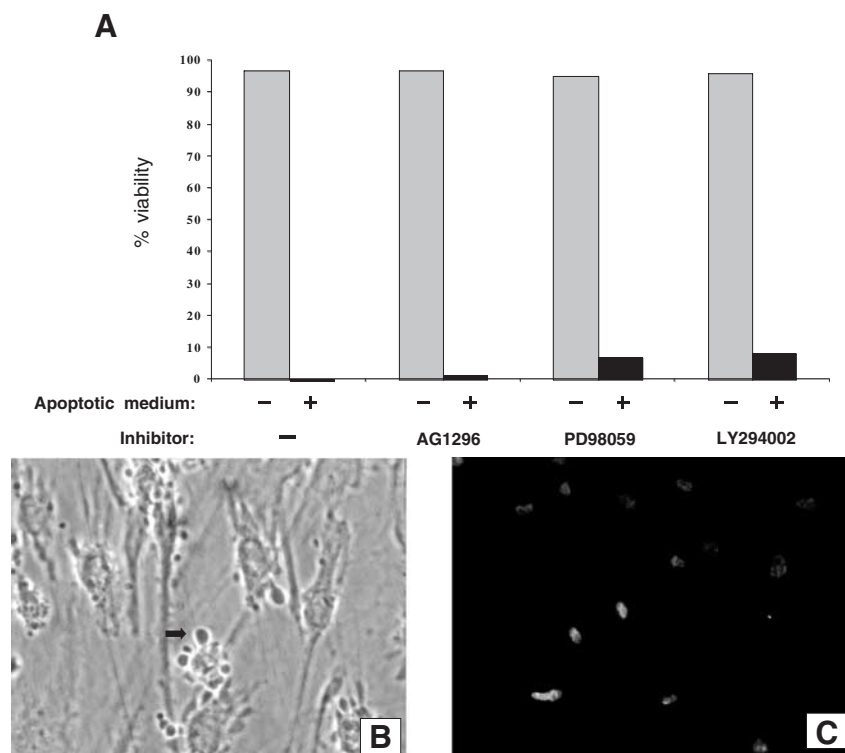 A
% viability
100
90
80
70
60
50
40
30
20
10
0
Apoptotic medium: − + − + − + − +
Inhibitor: − AG1296 PD98059 LY294002
B
C